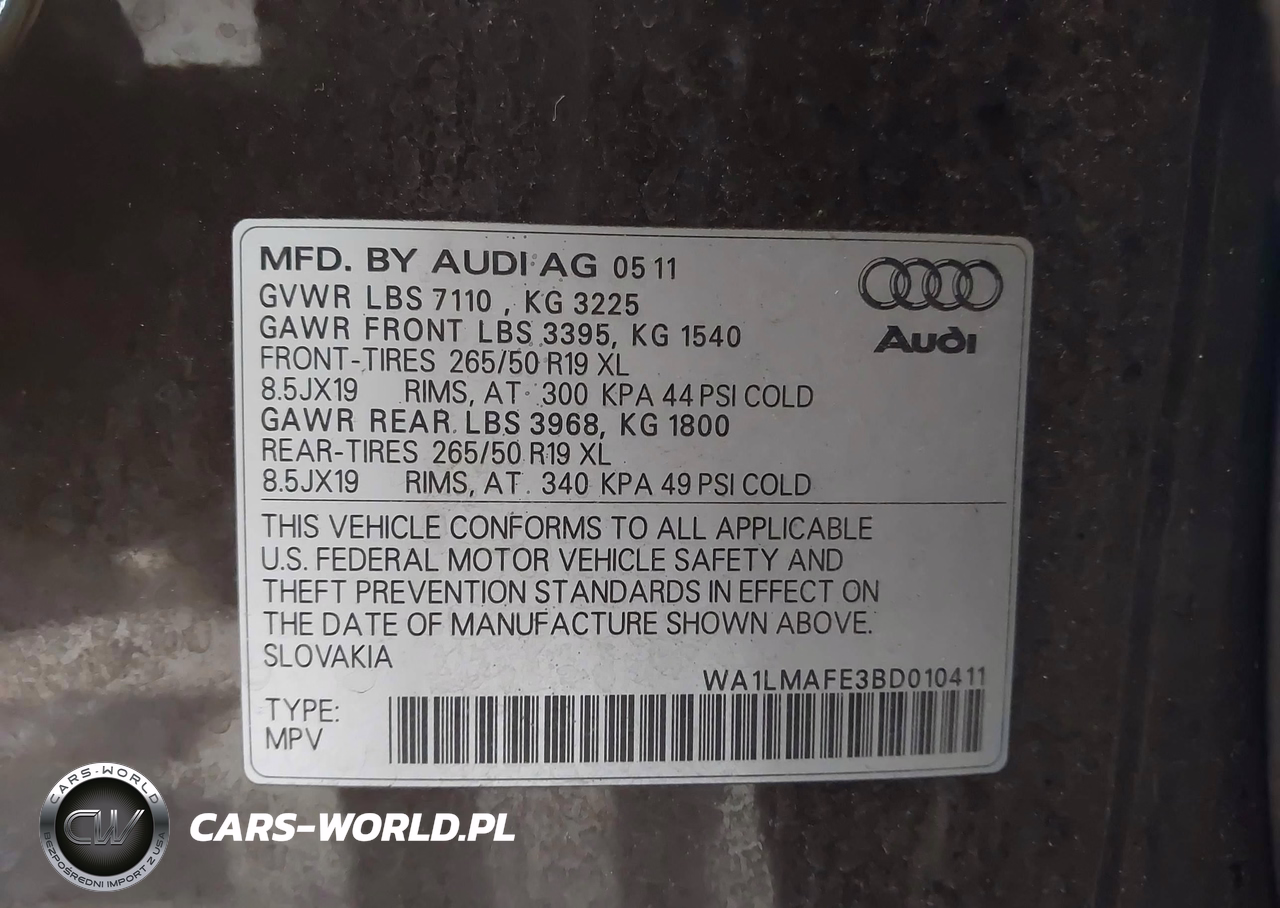 MFD. BY AUDI AG 05 11
GVWR LBS 7110 , KG 3225
GAWR FRONT LBS 3395, KG 1540
FRONT-TIRES 265/50 R19 XL
8.5JX19 RIMS, AT 300 KPA 44 PSI COLD
GAWR REAR LBS 3968, KG 1800
REAR-TIRES 265/50 R19 XL
8.5JX19 RIMS, AT 340 KPA 49 PSI COLD
Audi
THIS VEHICLE CONFORMS TO ALL APPLICABLE
U.S. FEDERAL MOTOR VEHICLE SAFETY AND
THEFT PREVENTION STANDARDS IN EFFECT ON
THE DATE OF MANUFACTURE SHOWN ABOVE.
SLOVAKIA
WA1LMAFE3BD010411
TYPE:
MPV
CARS-WORLD
CW
BEZPOŚREDNI IMPORT Z USA
CARS-WORLD.PL